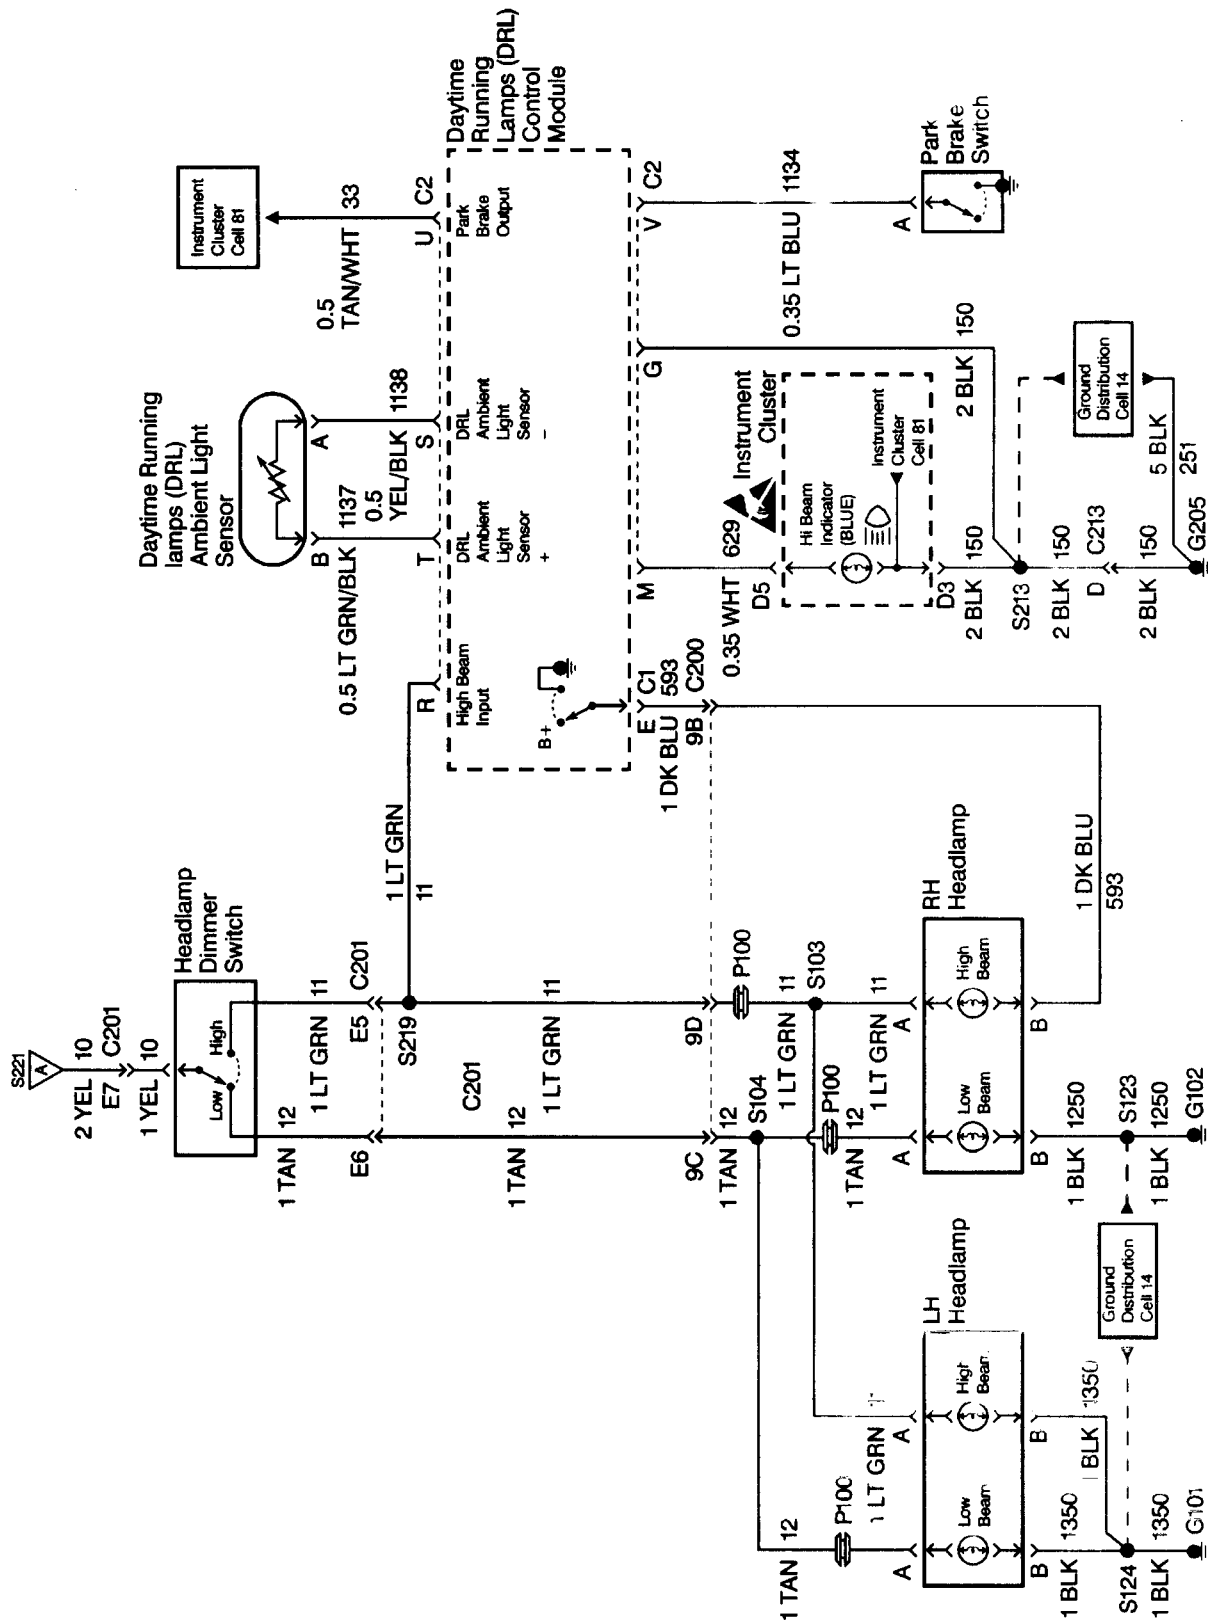 S221
A
2 YEL 10
E7 C201
1 YEL 10
Headlamp
Dimmer
Switch
Low
High
1 TAN 12
1 LT GRN 11
E6
E5 C201
S219
1 LT GRN
11
C201
1 TAN 12
1 LT GRN 11
9C
9D
1 TAN 12
S104
P100
1 LT GRN 11
S103
P100
1 TAN 12
1 LT GRN 11
A
A
RH
Headlamp
Low
Beam
High
Beam
B
B
1 BLK 1250
S123
1 BLK 1250
G102
1 DK BLU
593
1 TAN 12
P100
1 LT GRN
A
A
LH
Headlamp
Low
Beam
High
B
B
1 BLK 1350
BLK
S124
1 BLK 1350
G101
Ground
Distribution
Cell 14
Daytime Running
lamps (DRL)
Ambient Light
Sensor
B
A
0.5 LT GRN/BLK 1137
0.5
YEL/BLK 1138
0.5
TAN/WHT 33
Instrument
Cluster
Cell 81
R
T
S
U C2
High Beam
Input
DRL
Ambient
Light
Sensor
+
DRL
Ambient
Light
Sensor
–
Park
Brake
Output
Daytime
Running
Lamps (DRL)
Control
Module
B+
E C1
1 DK BLU 593
9B C200
M
G
V C2
0.35 WHT 629
D5
Instrument
Cluster
Hi Beam
Indicator
(BLUE)
Instrument
Cluster
Cell 81
D3
2 BLK 150
2 BLK 150
S213
2 BLK 150
D C213
2 BLK 150
G205
Ground
Distribution
Cell 14
5 BLK
251
0.35 LT BLU 1134
A
Park
Brake
Switch